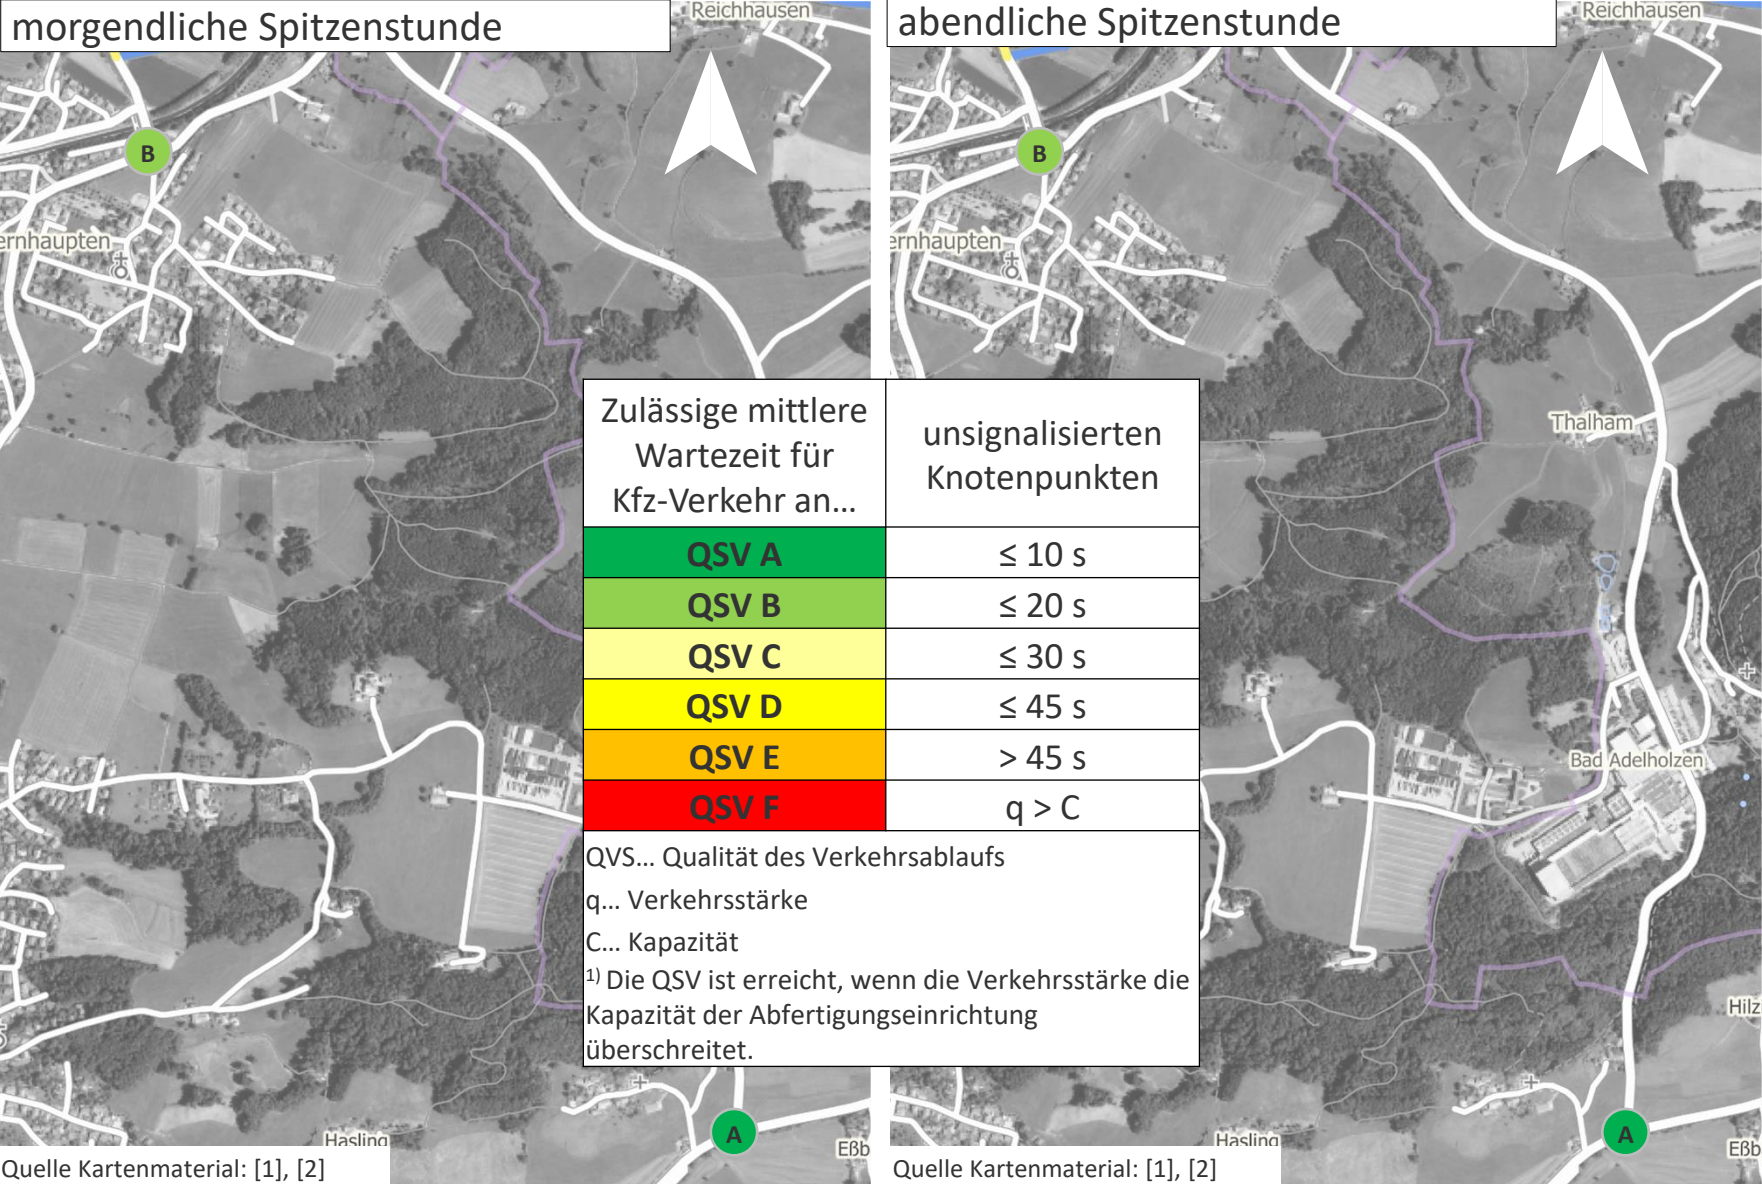 morgendliche Spitzenstunde
Reichhausen
B
ernhaupten
Hasling
A
Eßb
Quelle Kartenmaterial: [1], [2]
abendliche Spitzenstunde
Reichhausen
B
ernhaupten
Thalham
Bad Adelholzen
Hilz
Hasling
A
Eßb
Quelle Kartenmaterial: [1], [2]
Zulässige mittlere
Wartezeit für
Kfz-Verkehr an...
unsignalisierten
Knotenpunkten
QSV A ≤ 10 s
QSV B ≤ 20 s
QSV C ≤ 30 s
QSV D ≤ 45 s
QSV E > 45 s
QSV F q > C
QVS... Qualität des Verkehrsablaufs
q... Verkehrsstärke
C... Kapazität
1) Die QSV ist erreicht, wenn die Verkehrsstärke die
Kapazität der Abfertigungseinrichtung
überschreitet.